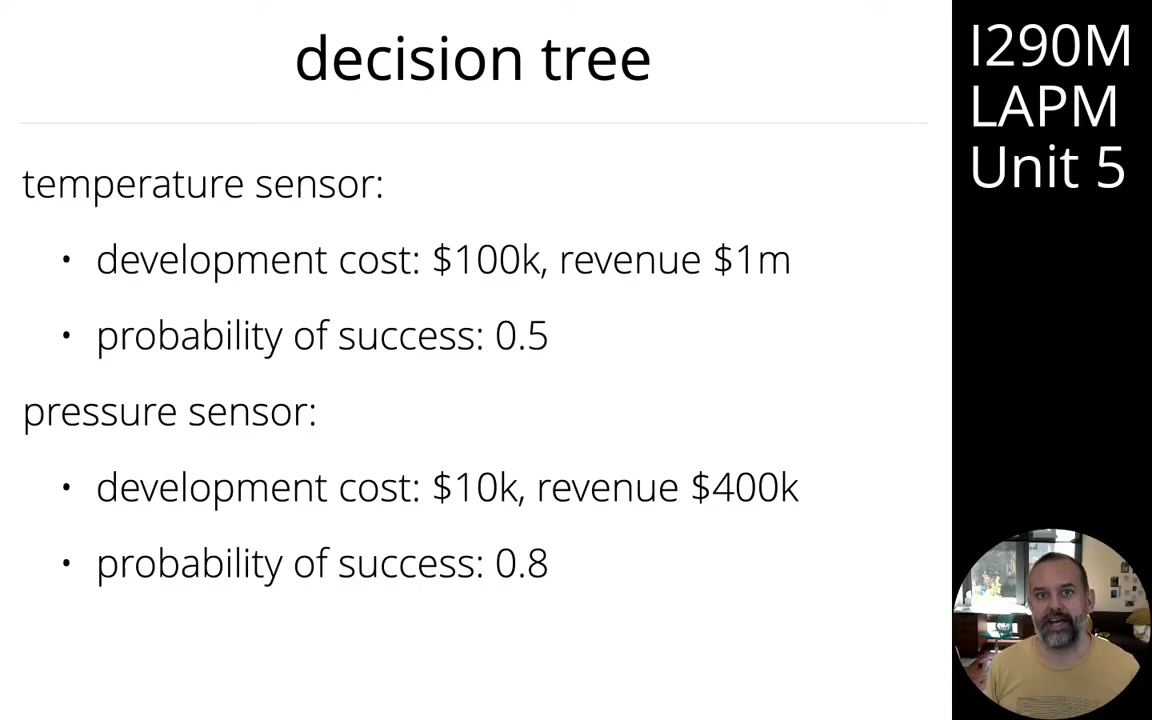 decision tree
temperature sensor:
• development cost: $100k, revenue $1m
• probability of success: 0.5
pressure sensor:
• development cost: $10k, revenue $400k
• probability of success: 0.8
I290M
LAPM
Unit 5